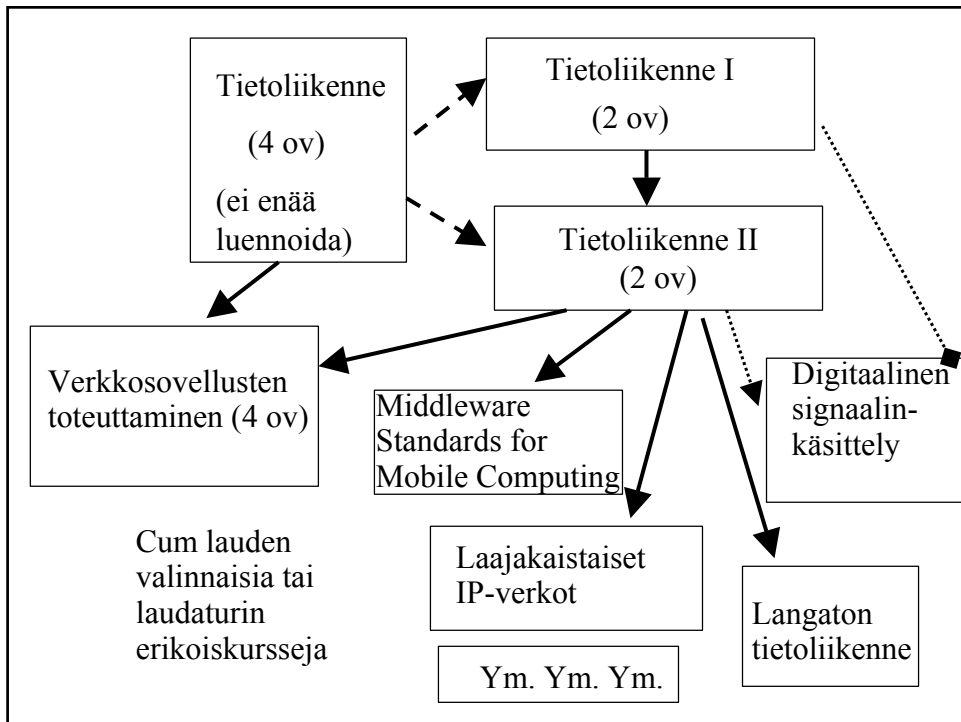 Tietoliikenne
(4 ov)
(ei enää
luennoida)
Tietoliikenne I
(2 ov)
Tietoliikenne II
(2 ov)
Verkkosovellusten
toteuttaminen (4 ov)
Middleware
Standards for
Mobile Computing
Digitaalinen
signaalin-
käsittely
Cum lauden
valinnaisia tai
laudaturin
erikoiskursseja
Laajakaistaiset
IP-verkot
Langaton
tietoliikenne
Ym. Ym. Ym.